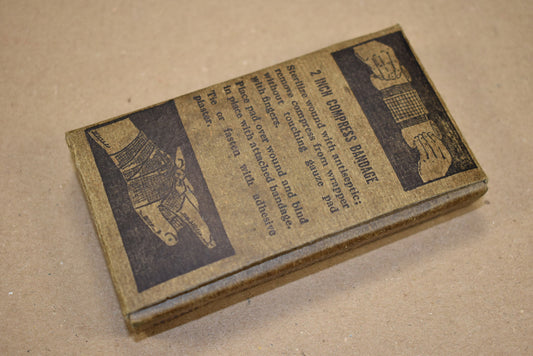 2 INCH COMPRESS BANDAGE
Sterilize wound with antiseptic;
remove compress from wrapper
without touching gauze pad
with fingers.
Place pad over wound and bind
in place with attached bandage.
Tie or fasten with adhesive
plaster.